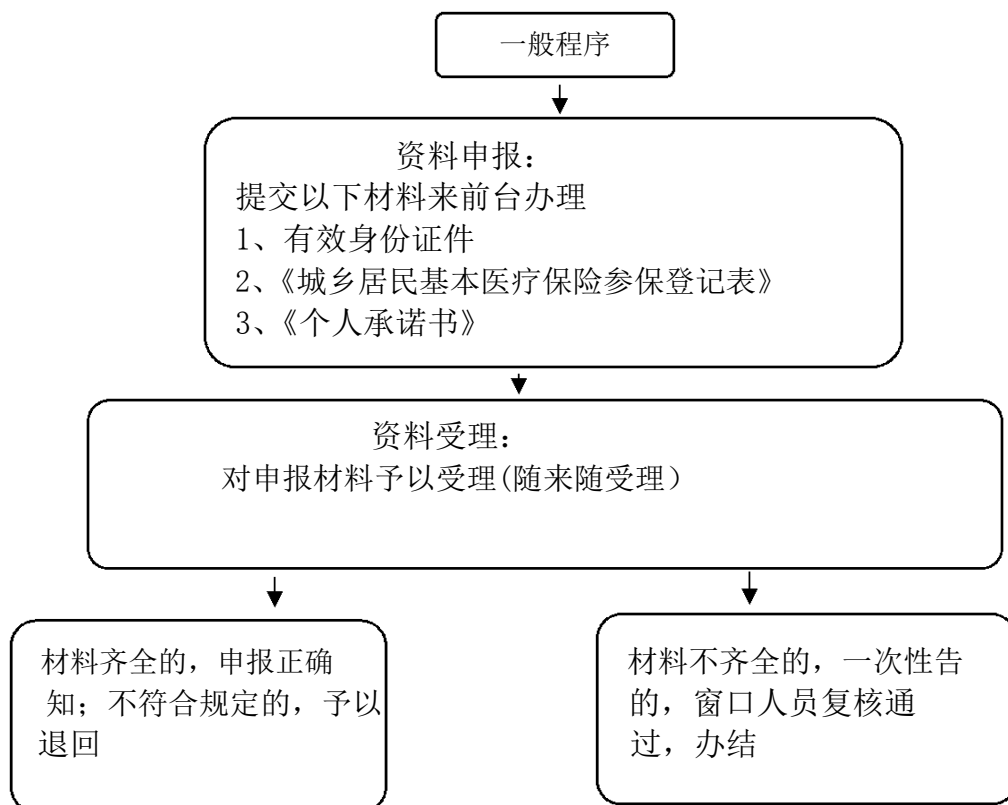 一般程序
资料申报：
提交以下材料来前台办理
1、有效身份证件
2、《城乡居民基本医疗保险参保登记表》
3、《个人承诺书》
资料受理：
对申报材料予以受理(随来随受理）
材料齐全的，申报正确
知；不符合规定的，予以
退回
材料不齐全的，一次性告
的，窗口人员复核通
过，办结